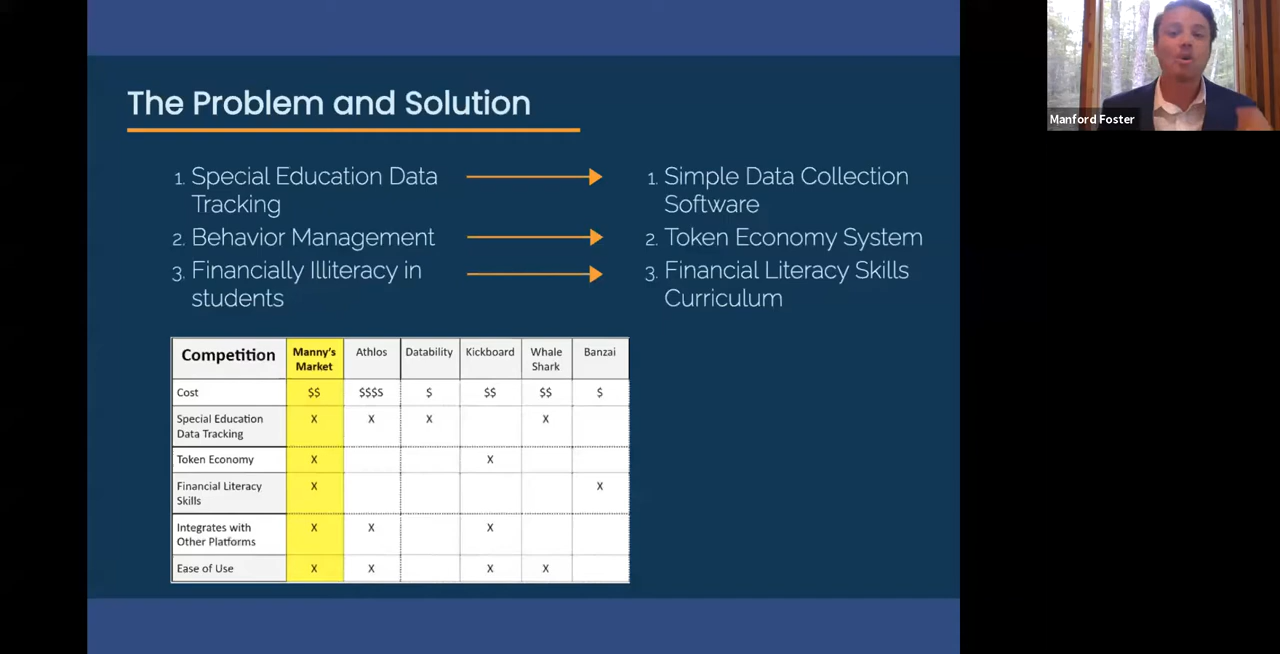 The Problem and Solution
1. Special Education Data
Tracking
2. Behavior Management
3. Financially Illiteracy in
students
1. Simple Data Collection
Software
2. Token Economy System
3. Financial Literacy Skills
Curriculum
Competition Manny's Market Athlos Datability Kickboard Whale Shark Banzai
Cost $$ $$$$ $ $$ $$ $
Special Education Data Tracking X X X X
Token Economy X X
Financial Literacy Skills X X
Integrates with Other Platforms X X X
Ease of Use X X X X
Manford Foster